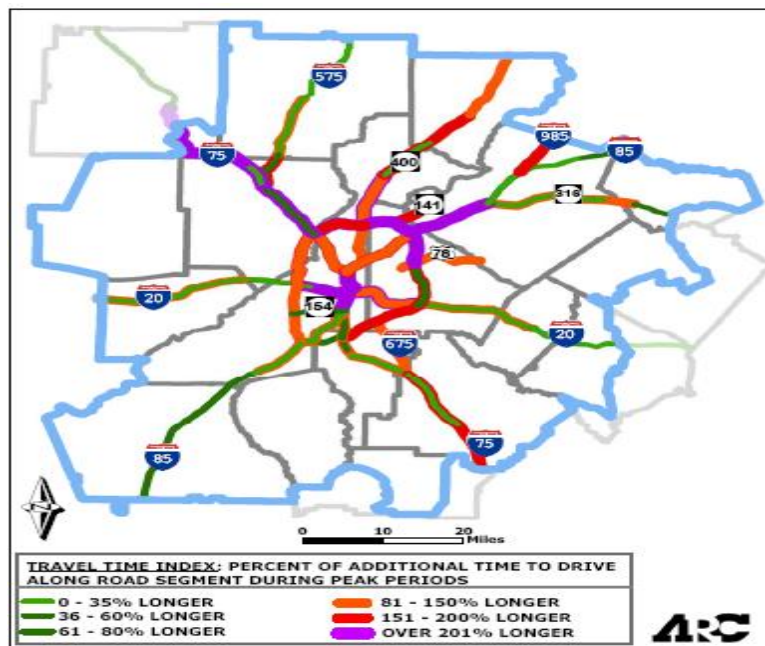 575
75
985
85
400
316
141
78
20
154
20
675
85
75
N
0 10 20
Miles
TRAVEL TIME INDEX: PERCENT OF ADDITIONAL TIME TO DRIVE
ALONG ROAD SEGMENT DURING PEAK PERIODS
0 - 35% LONGER
36 - 60% LONGER
61 - 80% LONGER
81 - 150% LONGER
151 - 200% LONGER
OVER 201% LONGER
ARC